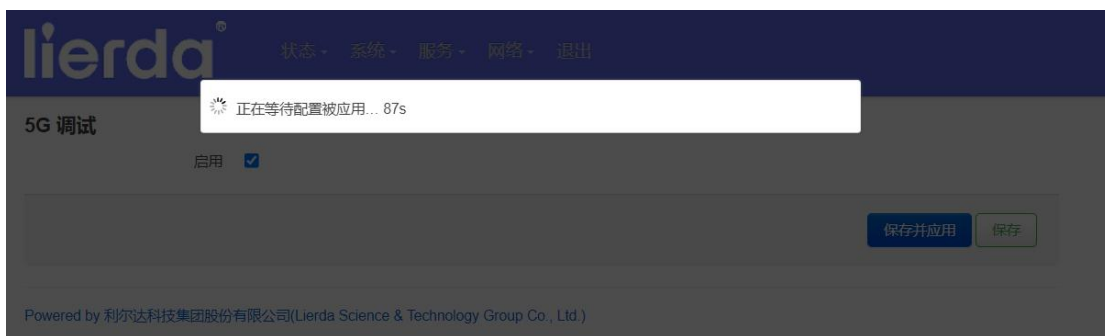 lierda®
状态 系统 服务 网络 退出
正在等待配置被应用... 87s
5G 调试
启用
保存并应用 保存
Powered by 利尔达科技集团股份有限公司(Lierda Science & Technology Group Co., Ltd.)